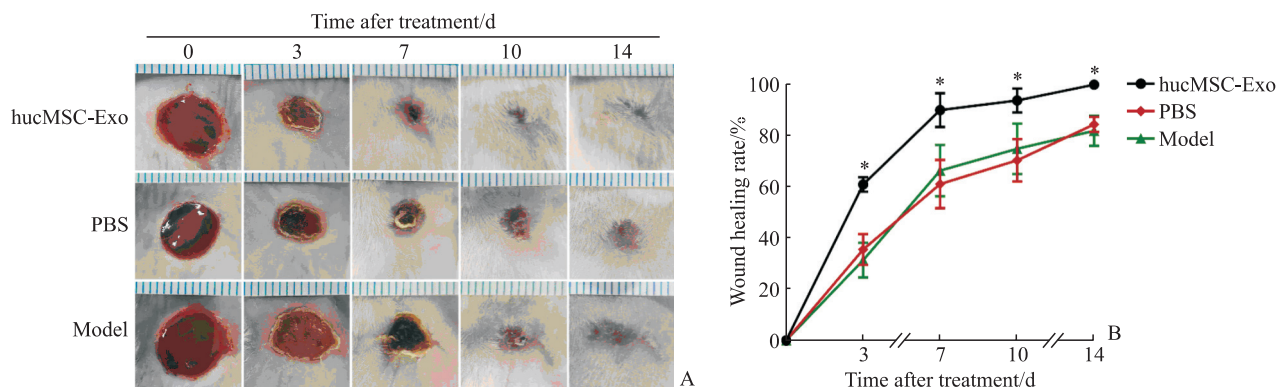 Time afer treatment/d
0 3 7 10 14
hucMSC-Exo
PBS
Model
A
Wound healing rate/%
100
80
60
40
20
0
* * * *
hucMSC-Exo
PBS
Model
3 7 10 14
Time after treatment/d
B